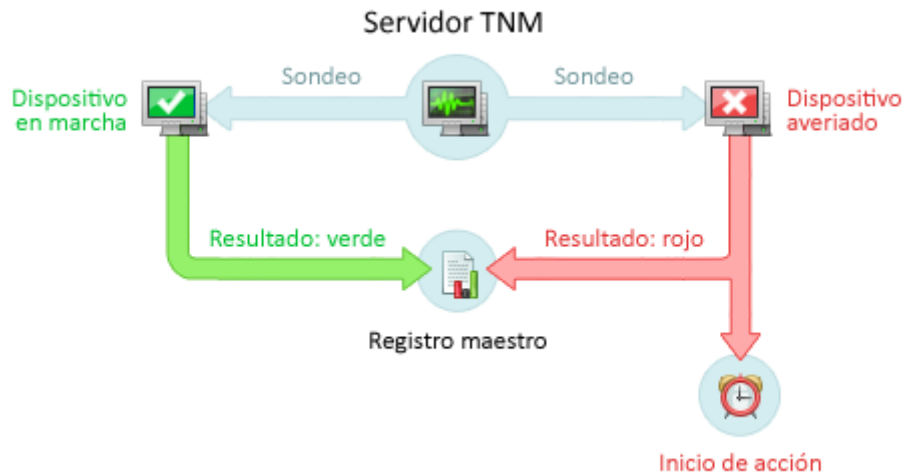 Servidor TNM
Sondeo
Sondeo
Dispositivo
en marcha
Dispositivo
averiado
Resultado: verde
Resultado: rojo
Registro maestro
Inicio de acción